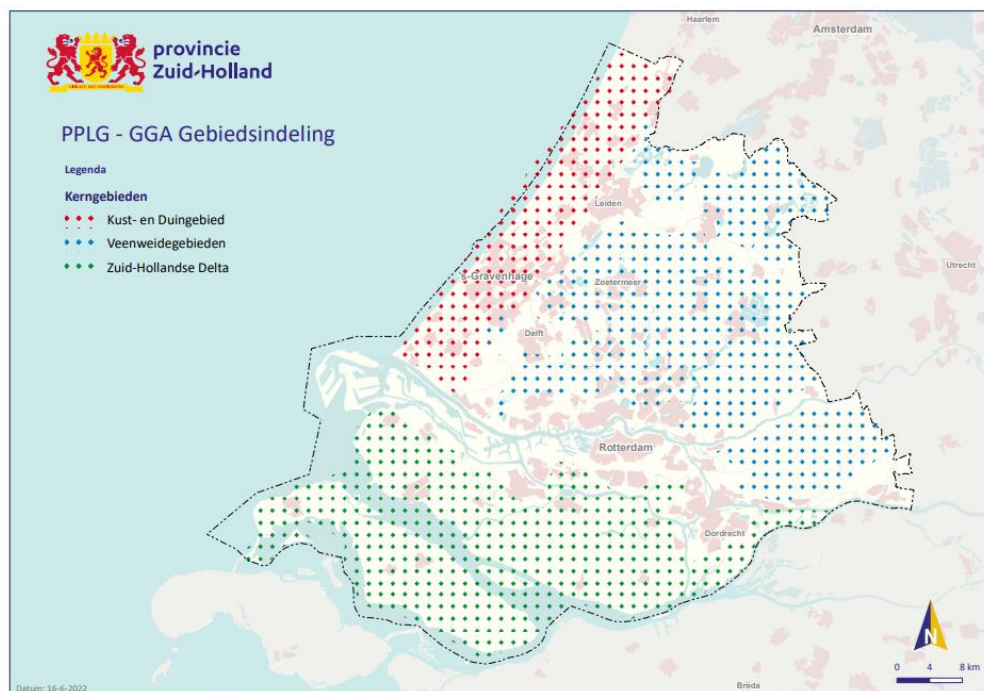 provincie
Zuid-Holland
PPLG - GGA Gebiedsindeling
Legenda
Kerngebieden
Kust- en Duingebied
Veenweidegebieden
Zuid-Hollandse Delta
Haarlem
Amsterdam
Leiden
's-Gravenhage
Zoetermeer
Utrecht
Delft
Rotterdam
Dordrecht
Breda
N
0 4 8 km
Datum: 16-6-2022